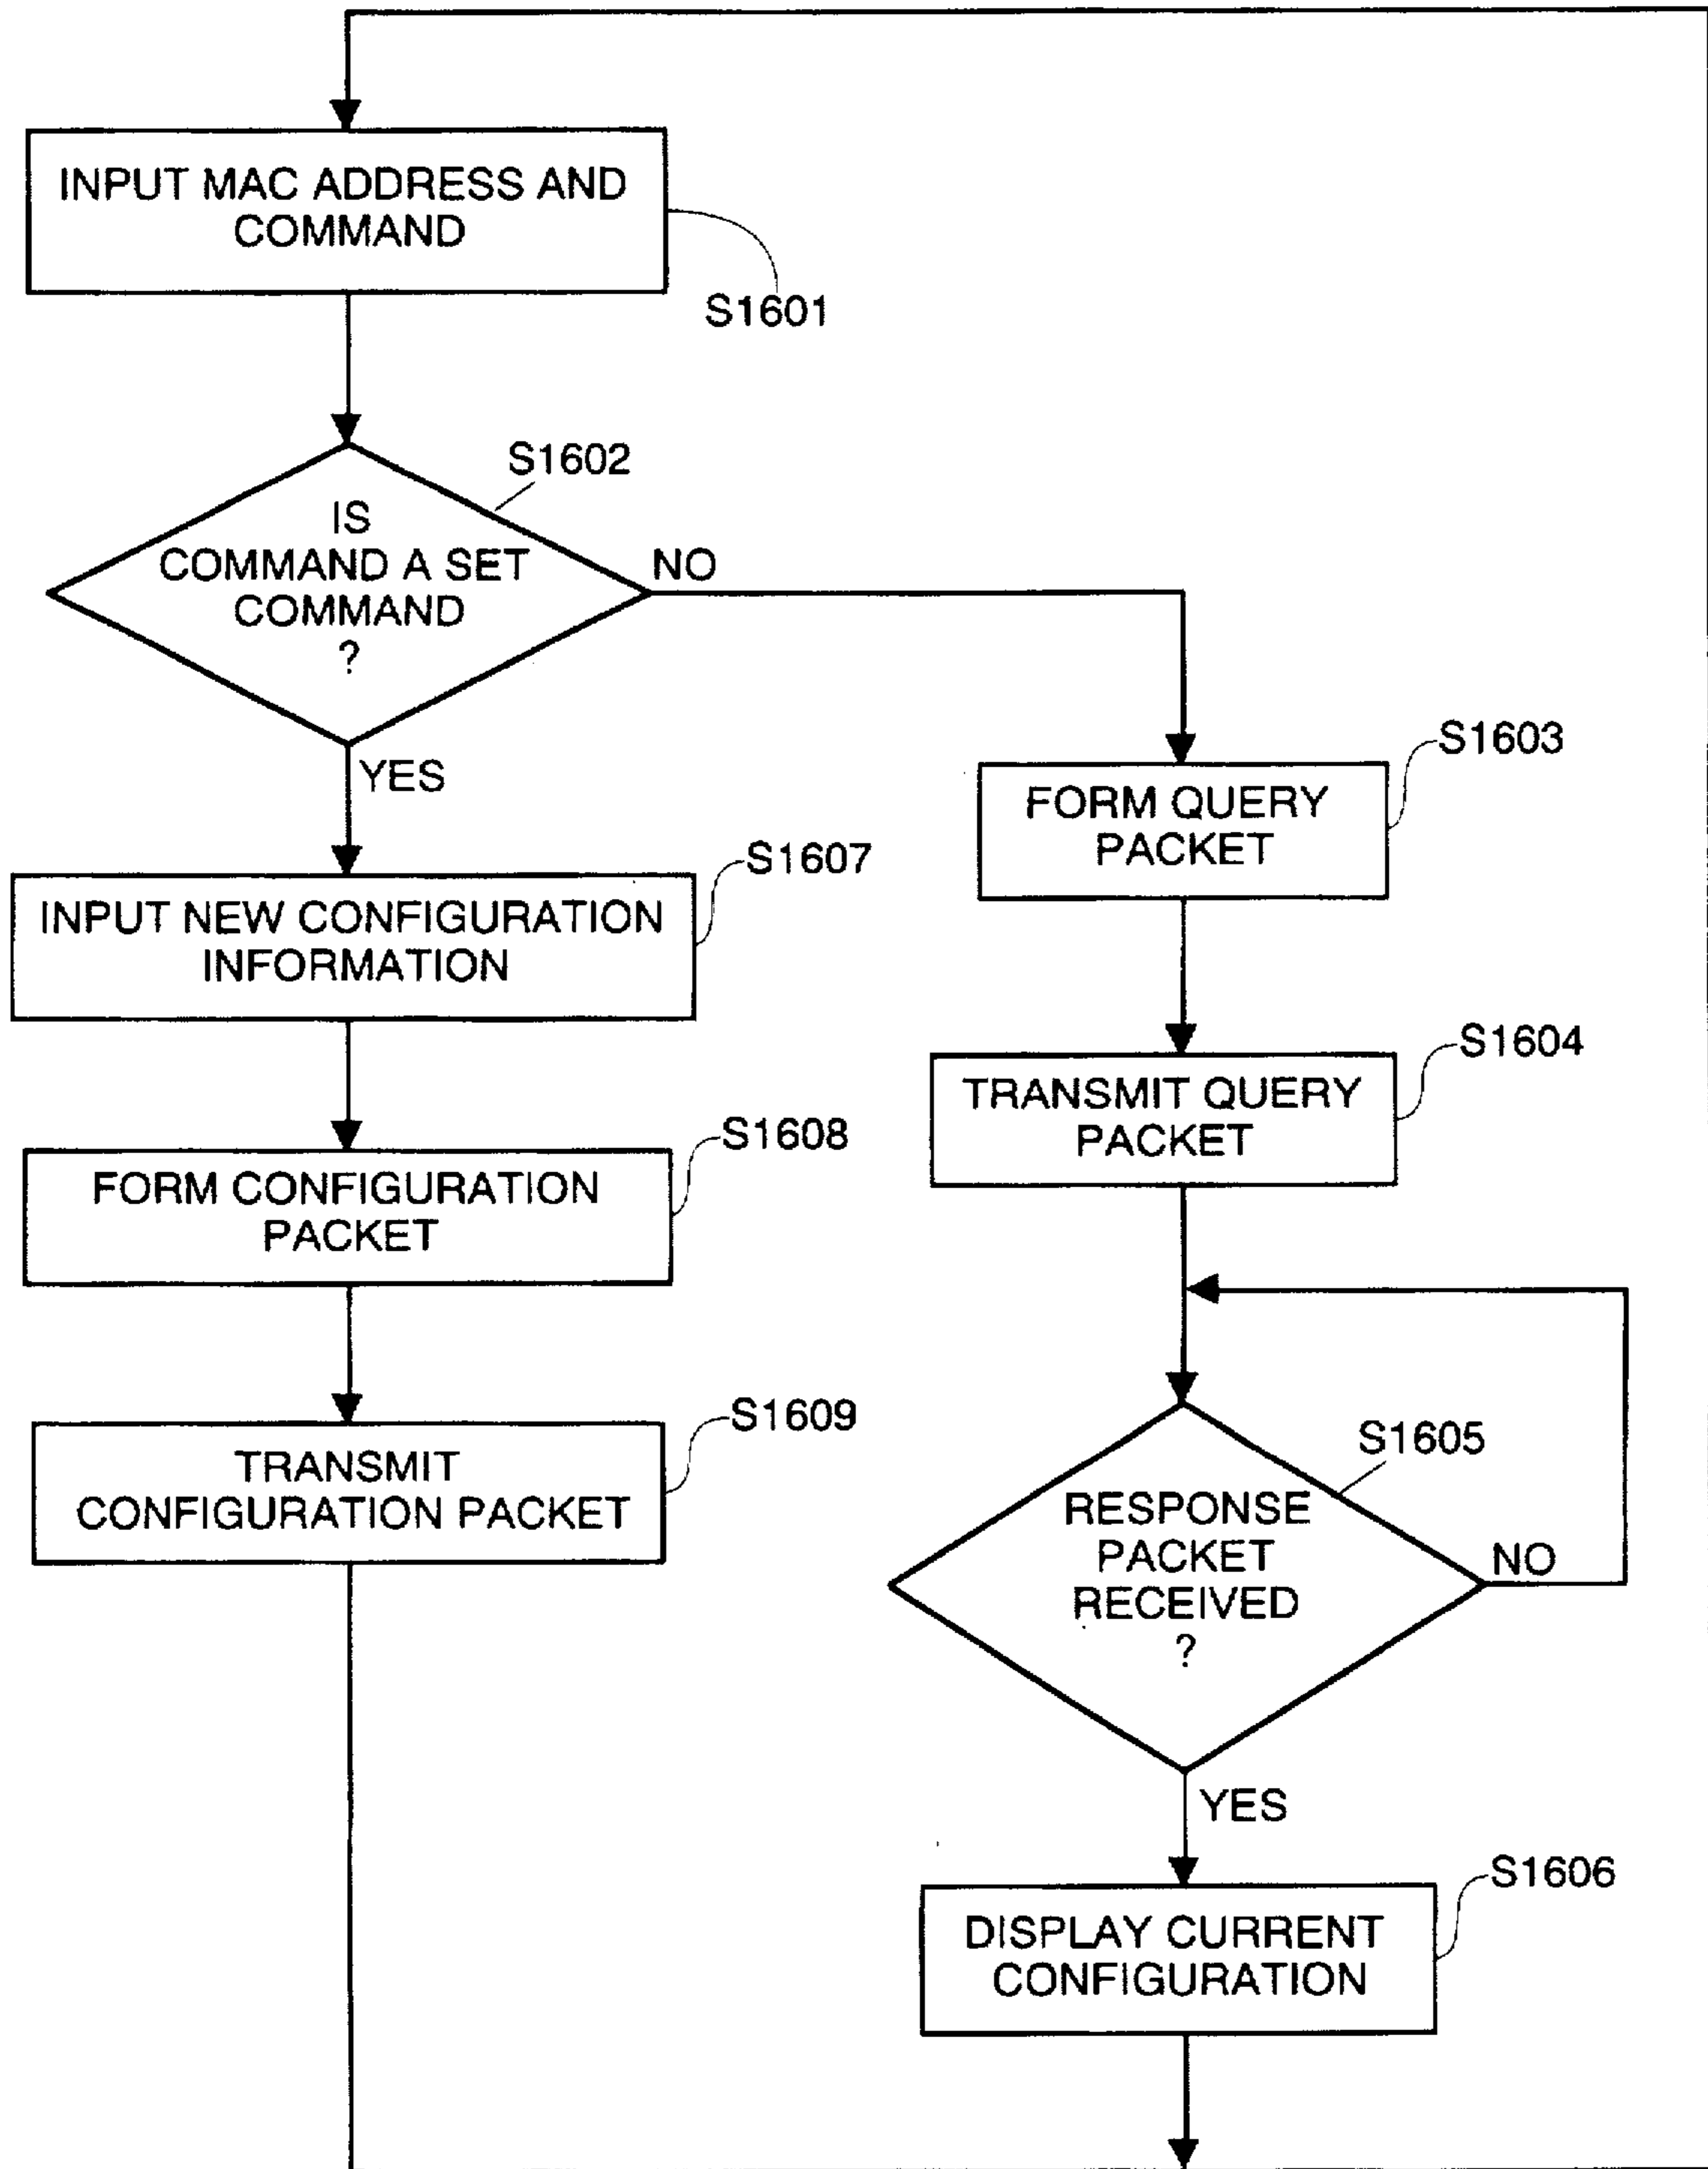 INPUT MAC ADDRESS AND
COMMAND
S1601
S1602
IS
COMMAND A SET
COMMAND
?
NO
YES
S1603
FORM QUERY
PACKET
S1607
INPUT NEW CONFIGURATION
INFORMATION
S1604
TRANSMIT QUERY
PACKET
S1608
FORM CONFIGURATION
PACKET
S1609
TRANSMIT
CONFIGURATION PACKET
S1605
RESPONSE
PACKET
RECEIVED
?
NO
YES
S1606
DISPLAY CURRENT
CONFIGURATION